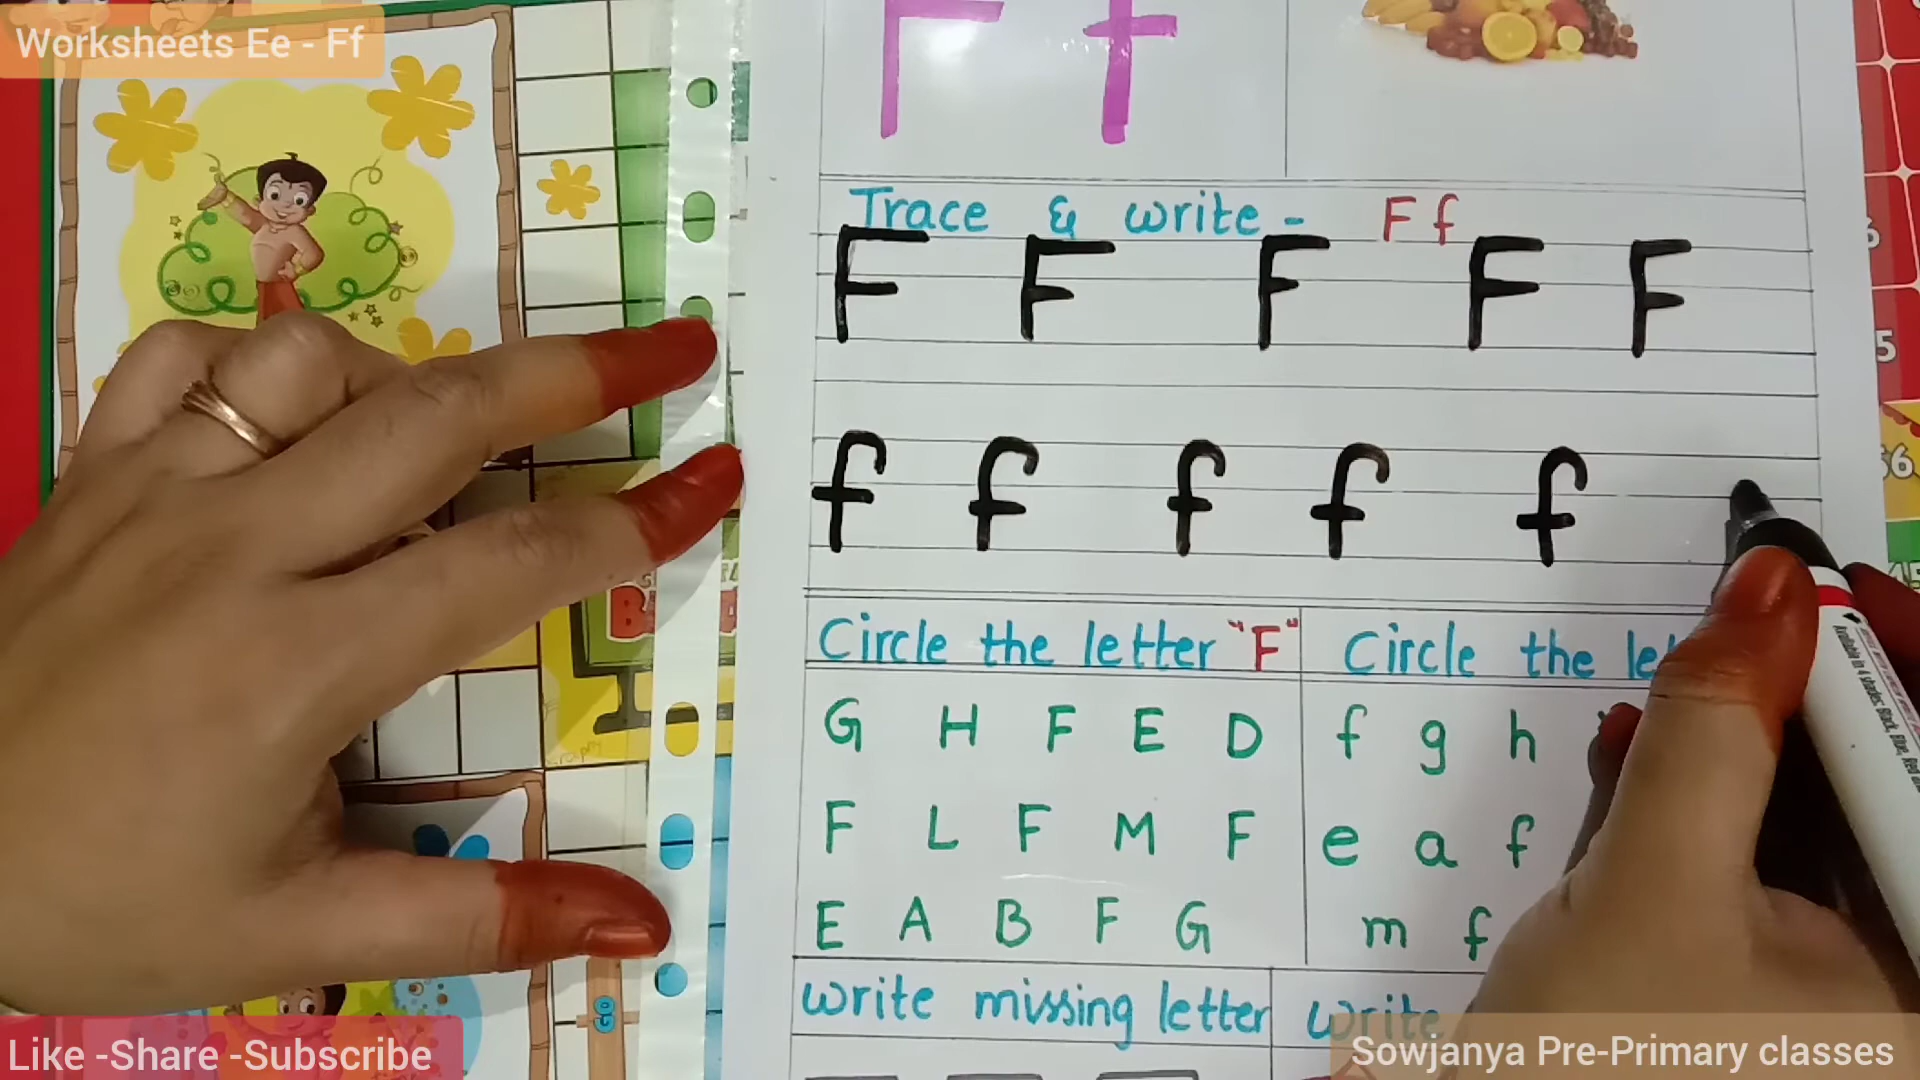 Worksheets Ee - Ff
F f
Trace & write - F f
F F F F F
f f f f f
Circle the letter "F"
Circle the
G H F E D
f g h
F L F M F
e a f
E A B F G
m f
write missing letter
write
Like -Share -Subscribe
Sowjanya Pre-Primary classes